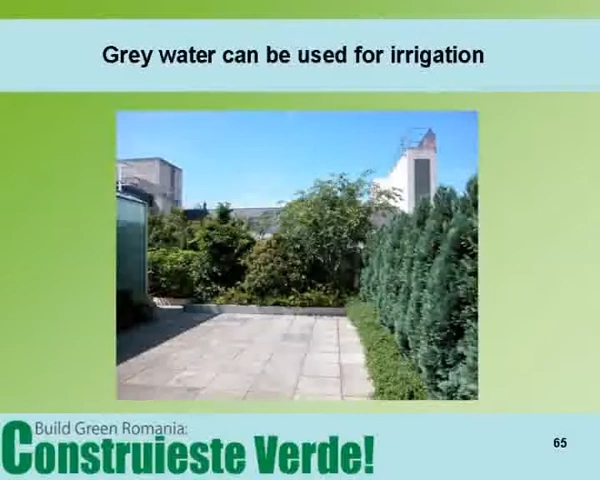 Grey water can be used for irrigation
Build Green Romania:
Construieste Verde!
65